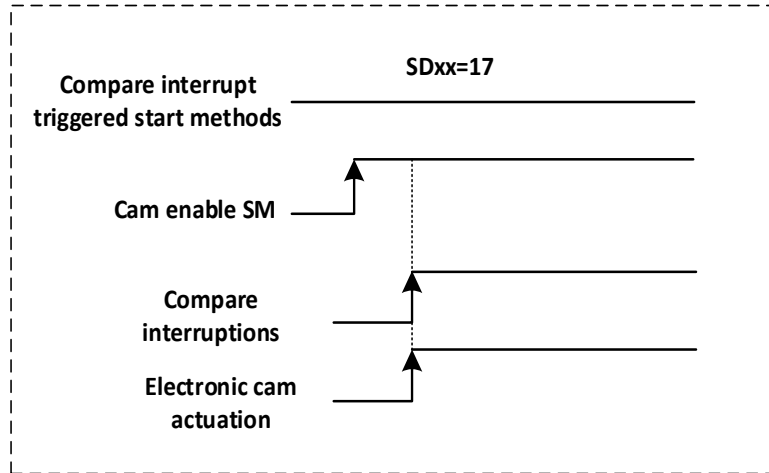 SDxx=17
Compare interrupt
triggered start methods
Cam enable SM
Compare
interruptions
Electronic cam
actuation